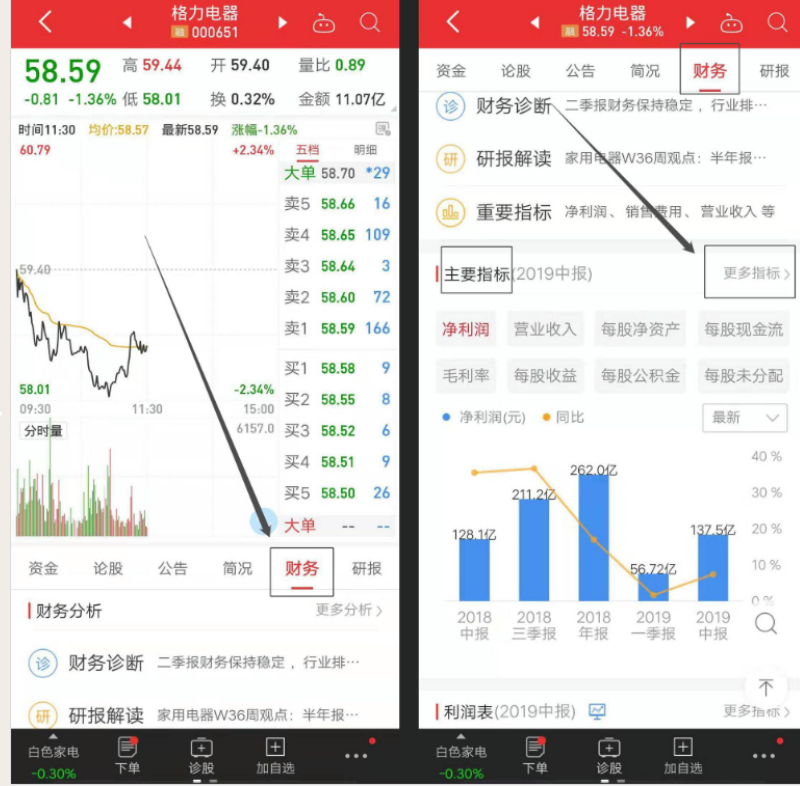 格力电器
融 000651
58.59 高 59.44 开 59.40 量比 0.89
-0.81 -1.36% 低 58.01 换 0.32% 金额 11.07亿
时间11:30 均价:58.57 最新58.59 涨幅-1.36%
60.79 +2.34% 五档 明细
大单 58.70 *29
卖5 58.66 16
卖4 58.65 109
59.40 卖3 58.64 3
卖2 58.60 72
卖1 58.59 166
买1 58.58 9
58.01 -2.34%
买2 58.55 8
09:30 11:30 15:00
分时量 6157.0 买3 58.52 6
买4 58.51 9
买5 58.50 26
大单 -- --
资金 论股 公告 简况 财务 研报
财务分析 更多分析 >
诊 财务诊断 二季报财务保持稳定，行业排···
研 研报解读 家用电器W36周观点：半年报···
白色家电 -0.30% 下单 诊股 加自选
格力电器
融 58.59 -1.36%
资金 论股 公告 简况 财务 研报
诊 财务诊断 二季报财务保持稳定，行业排···
研 研报解读 家用电器W36周观点：半年报···
重要指标 净利润、销售费用、营业收入 等
主要指标(2019中报) 更多指标 >
净利润 营业收入 每股净资产 每股现金流
毛利率 每股收益 每股公积金 每股未分配
净利润(元) 同比 最新
40 %
262.0亿
211.2亿 30 %
128.1亿 137.5亿 20 %
56.72亿 10 %
0 %
2018 2018 2018 2019 2019
中报 三季报 年报 一季报 中报
利润表(2019中报) 更多指标 >
白色家电 -0.30% 下单 诊股 加自选